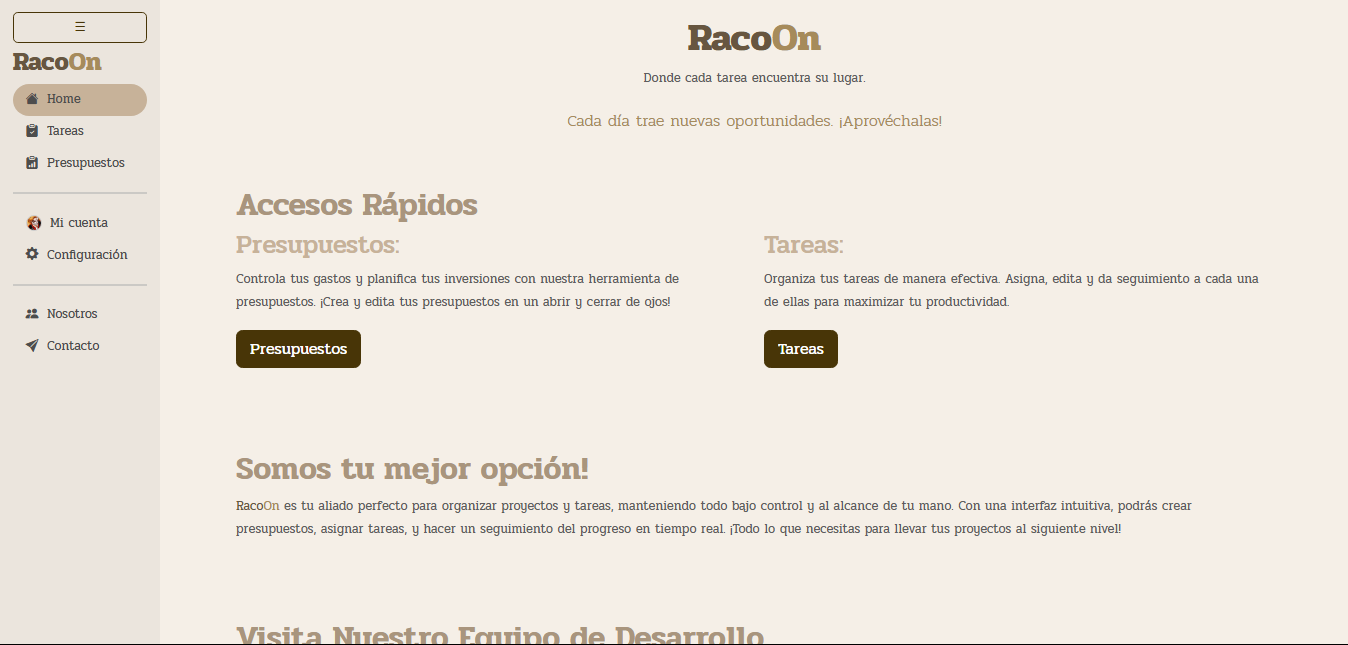 ☰
RacoOn
Home
Tareas
Presupuestos
Mi cuenta
Configuración
Nosotros
Contacto
RacoOn
Donde cada tarea encuentra su lugar.
Cada día trae nuevas oportunidades. ¡Aprovéchalas!
Accesos Rápidos
Presupuestos:
Controla tus gastos y planifica tus inversiones con nuestra herramienta de
presupuestos. ¡Crea y edita tus presupuestos en un abrir y cerrar de ojos!
Presupuestos
Tareas:
Organiza tus tareas de manera efectiva. Asigna, edita y da seguimiento a cada una
de ellas para maximizar tu productividad.
Tareas
Somos tu mejor opción!
RacoOn es tu aliado perfecto para organizar proyectos y tareas, manteniendo todo bajo control y al alcance de tu mano. Con una interfaz intuitiva, podrás crear
presupuestos, asignar tareas, y hacer un seguimiento del progreso en tiempo real. ¡Todo lo que necesitas para llevar tus proyectos al siguiente nivel!
Visita Nuestro Equipo de Desarrollo